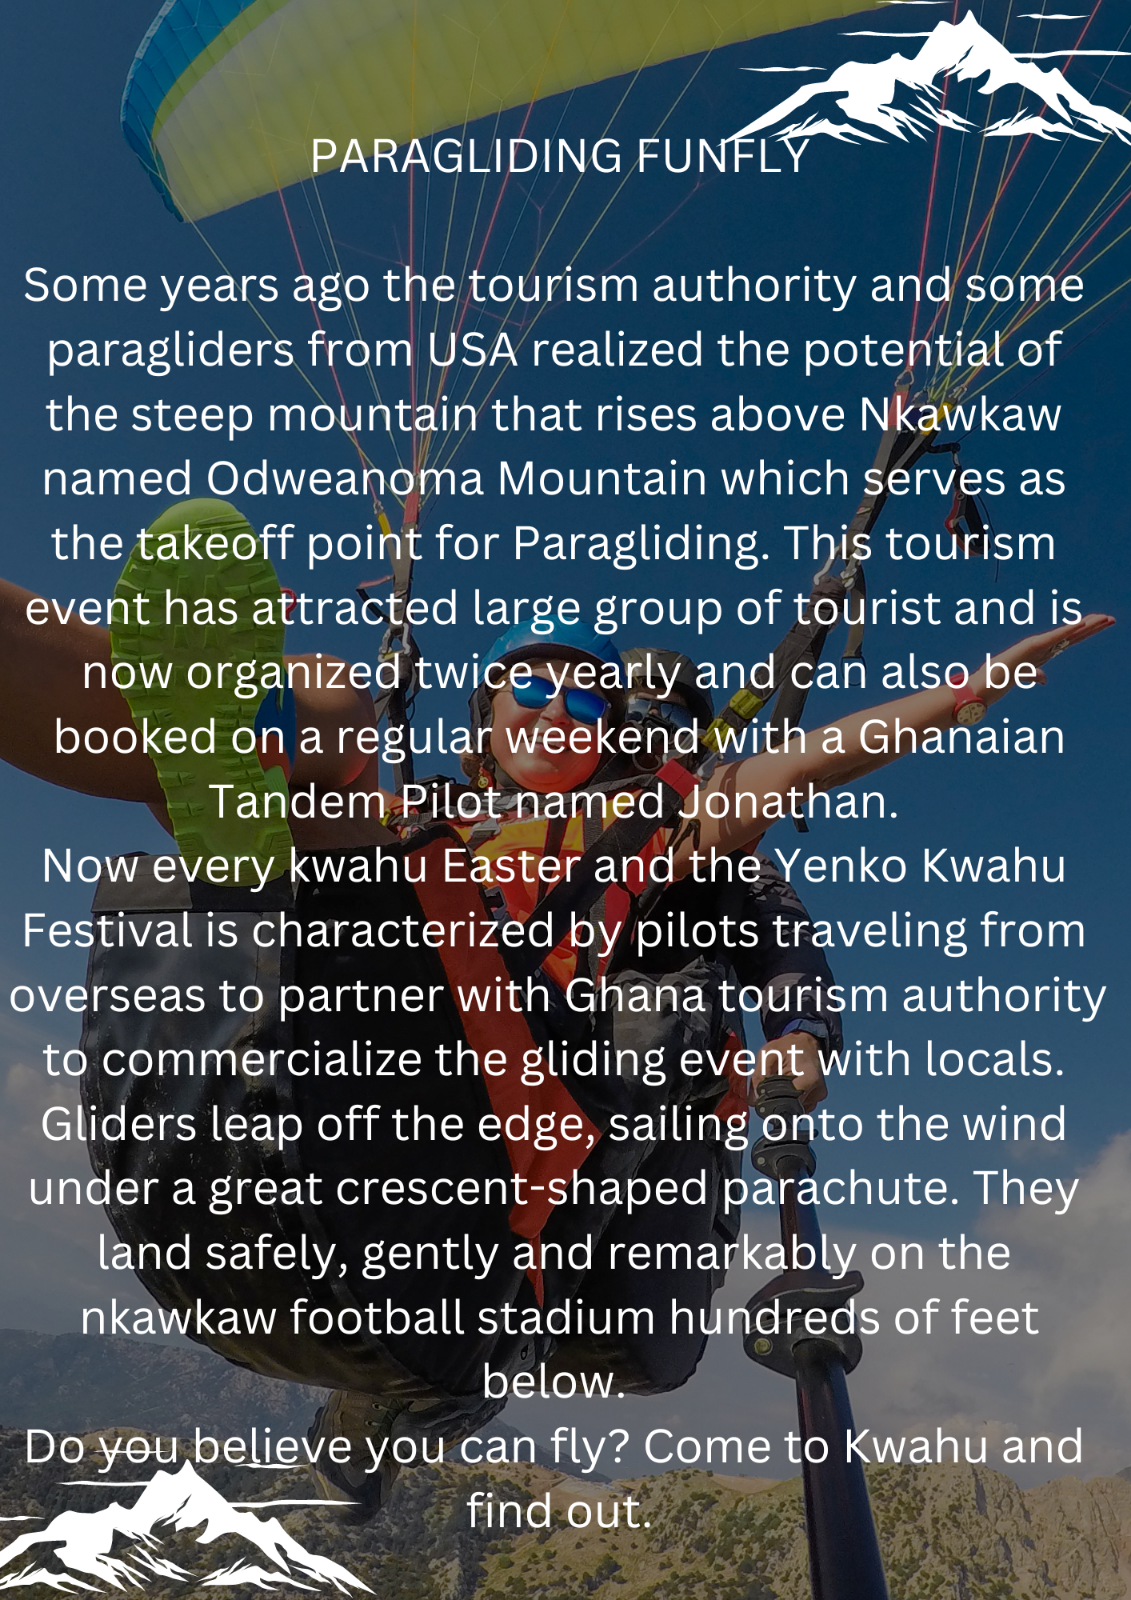 PARAGLIDING FUNFLY
Some years ago the tourism authority and some
paragliders from USA realized the potential of
the steep mountain that rises above Nkawkaw
named Odweanoma Mountain which serves as
the takeoff point for Paragliding. This tourism
event has attracted large group of tourist and is
now organized twice yearly and can also be
booked on a regular weekend with a Ghanaian
Tandem Pilot named Jonathan.
Now every kwahu Easter and the Yenko Kwahu
Festival is characterized by pilots traveling from
overseas to partner with Ghana tourism authority
to commercialize the gliding event with locals.
Gliders leap off the edge, sailing onto the wind
under a great crescent-shaped parachute. They
land safely, gently and remarkably on the
nkawkaw football stadium hundreds of feet
below.
Do you believe you can fly? Come to Kwahu and
find out.